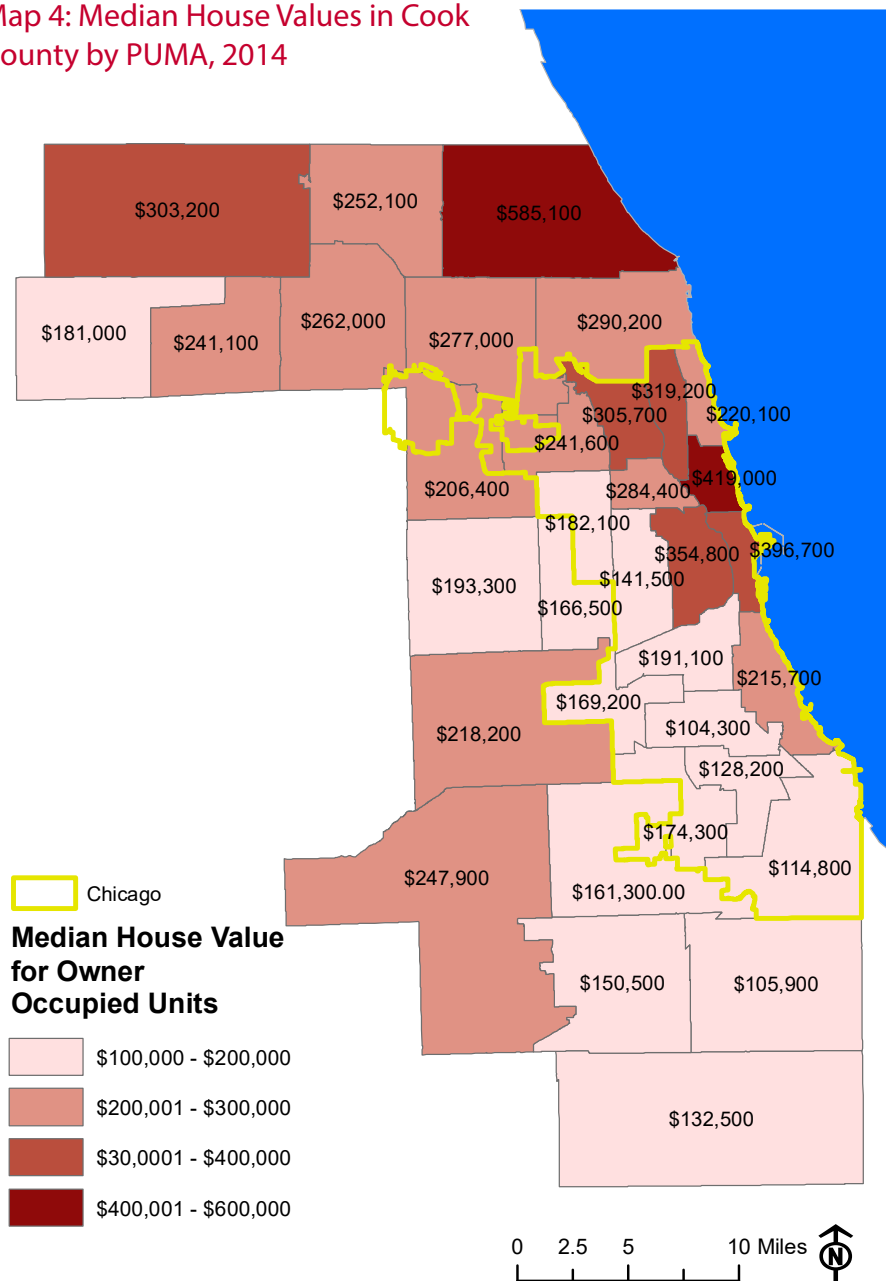 Map 4: Median House Values in Cook
ounty by PUMA, 2014
$303,200
$252,100
$585,100
$181,000
$241,100
$262,000
$277,000
$290,200
$319,200
$305,700
$220,100
$241,600
$419,000
$206,400
$284,400
$182,100
$354,800
$396,700
$193,300
$141,500
$166,500
$191,100
$215,700
$169,200
$218,200
$104,300
$128,200
$174,300
$247,900
$114,800
$161,300.00
$150,500
$105,900
$132,500
Chicago
Median House Value
for Owner
Occupied Units
$100,000 - $200,000
$200,001 - $300,000
$30,0001 - $400,000
$400,001 - $600,000
0 2.5 5 10 Miles
N